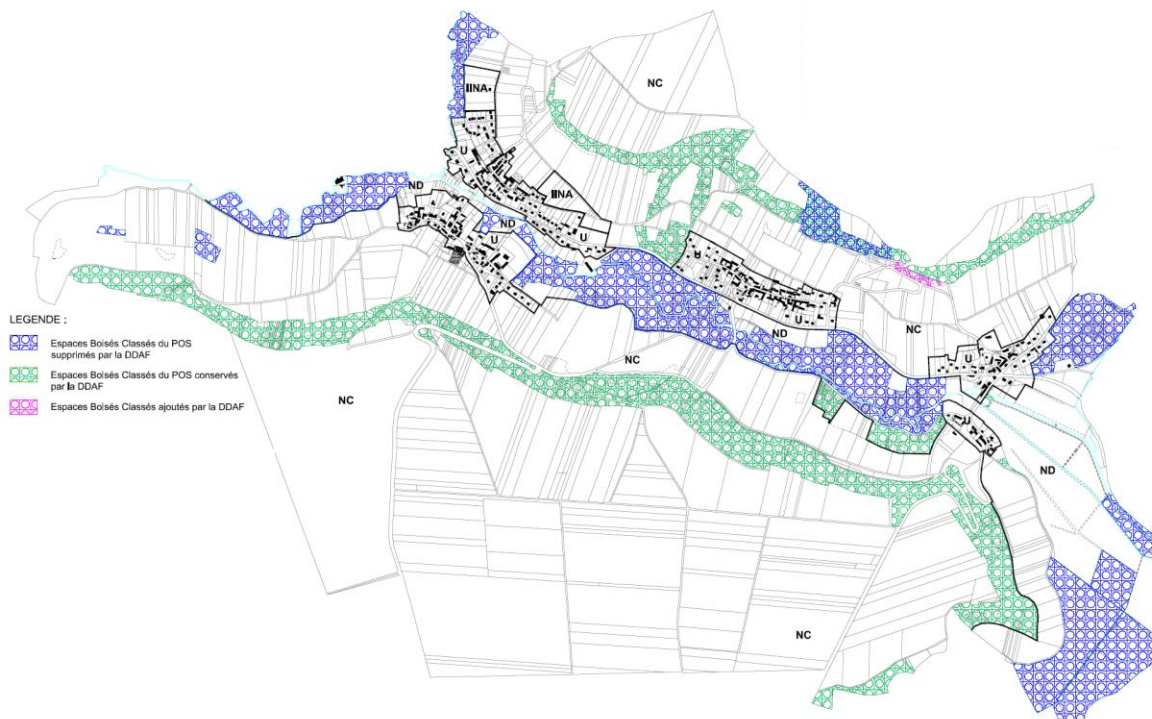 NC
IINA
U
ND
IINA
ND
U
U
U
LEGENDE :
Espaces Boisés Classés du POS
supprimés par la DDAF
Espaces Boisés Classés du POS conservés
par la DDAF
Espaces Boisés Classés ajoutés par la DDAF
U
ND
NC
NC
U
NC
U
ND
NC